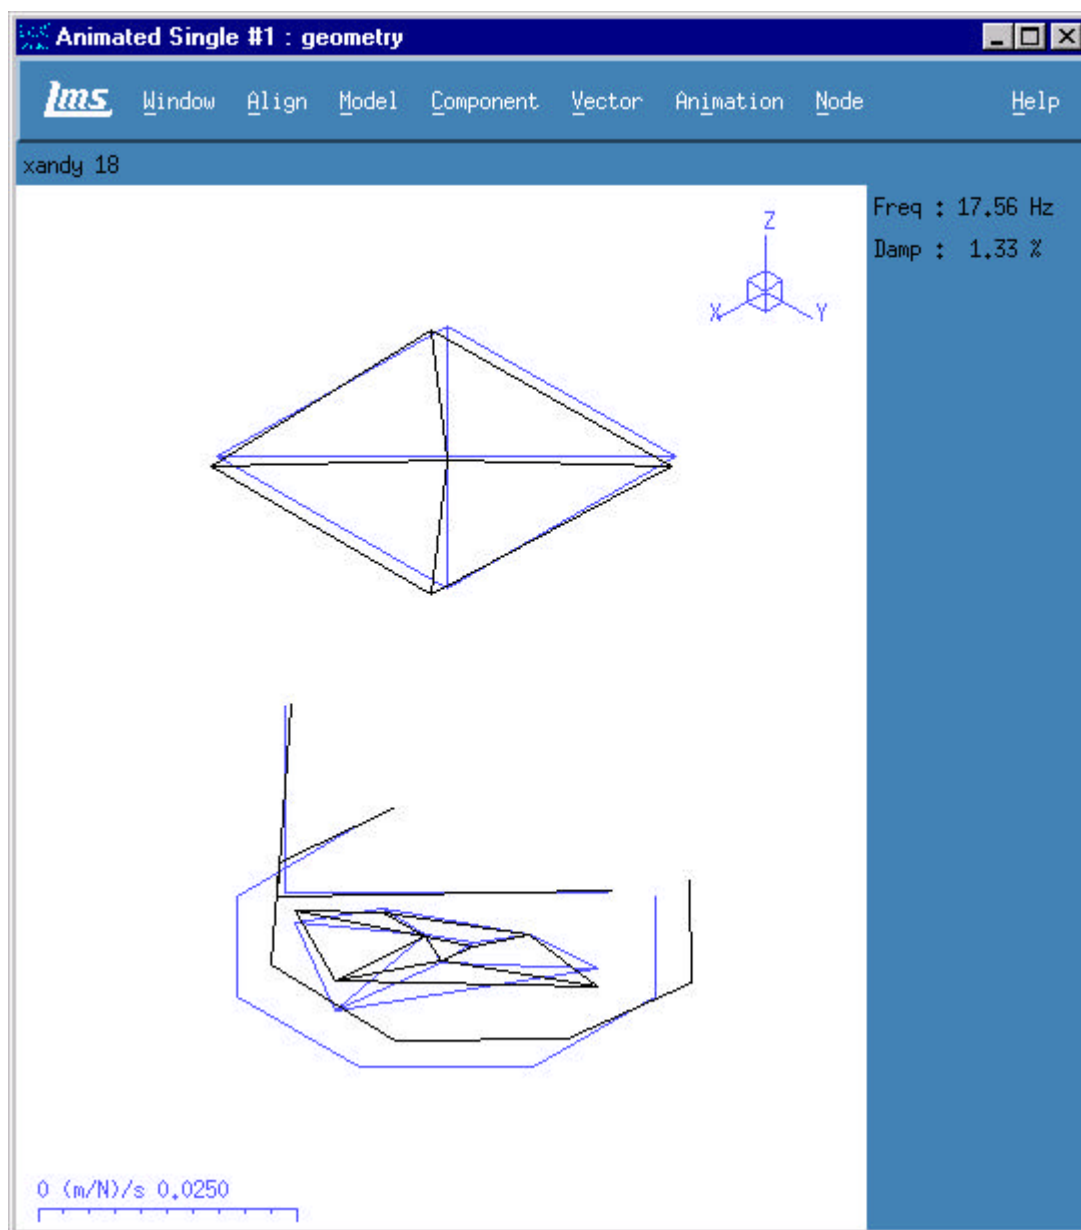 Animated Single #1 : geometry
lms Window Align Model Component Vector Animation Node Help
xandy 18
Freq : 17.56 Hz
Damp : 1.33 %
Z
X Y
0 (m/N)/s 0.0250